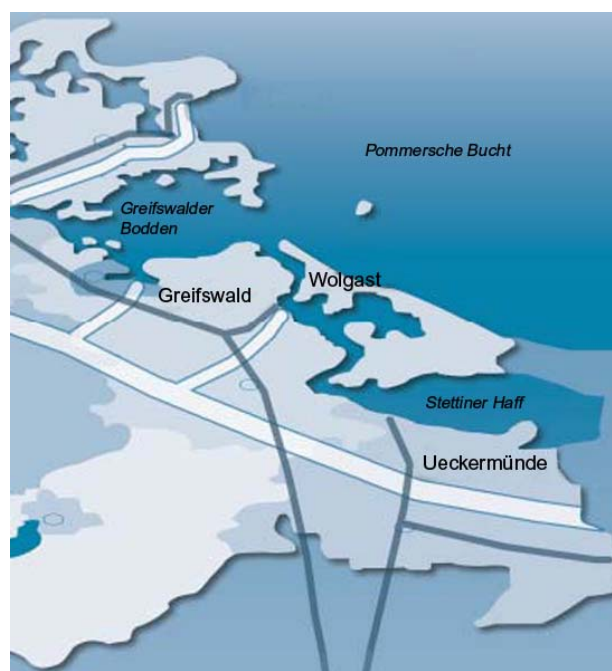 Pommersche Bucht
Greifswalder
Bodden
Wolgast
Greifswald
Stettiner Haff
Ueckermünde